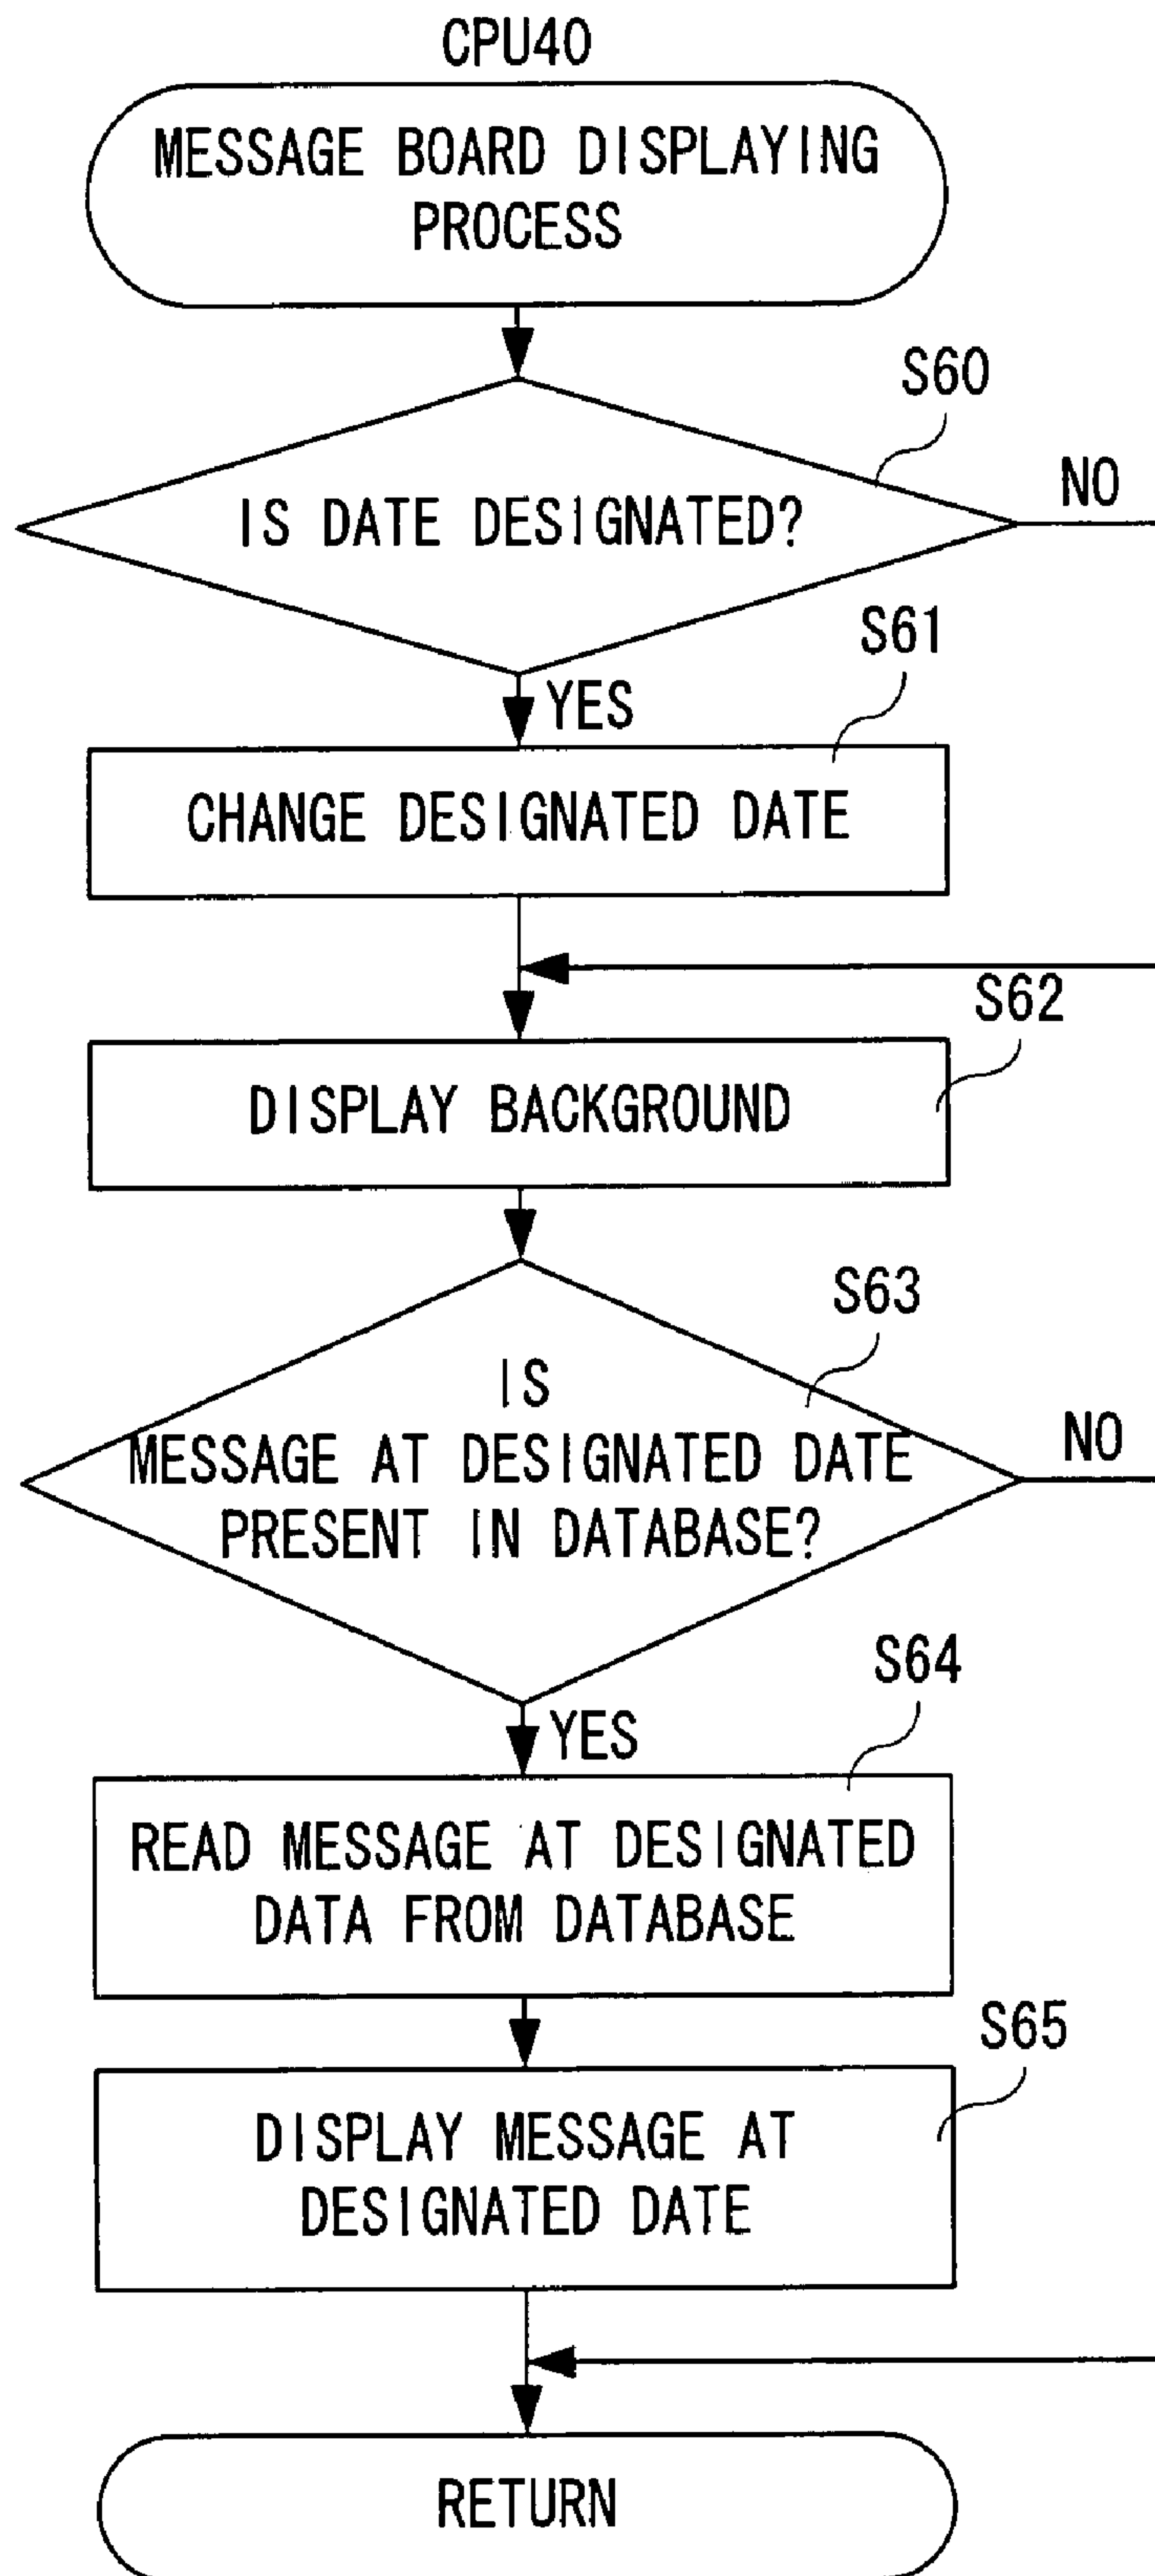 CPU40
MESSAGE BOARD DISPLAYING
PROCESS
S60
IS DATE DESIGNATED?
NO
S61
YES
CHANGE DESIGNATED DATE
S62
DISPLAY BACKGROUND
S63
IS
MESSAGE AT DESIGNATED DATE
PRESENT IN DATABASE?
NO
S64
YES
READ MESSAGE AT DESIGNATED
DATA FROM DATABASE
S65
DISPLAY MESSAGE AT
DESIGNATED DATE
RETURN